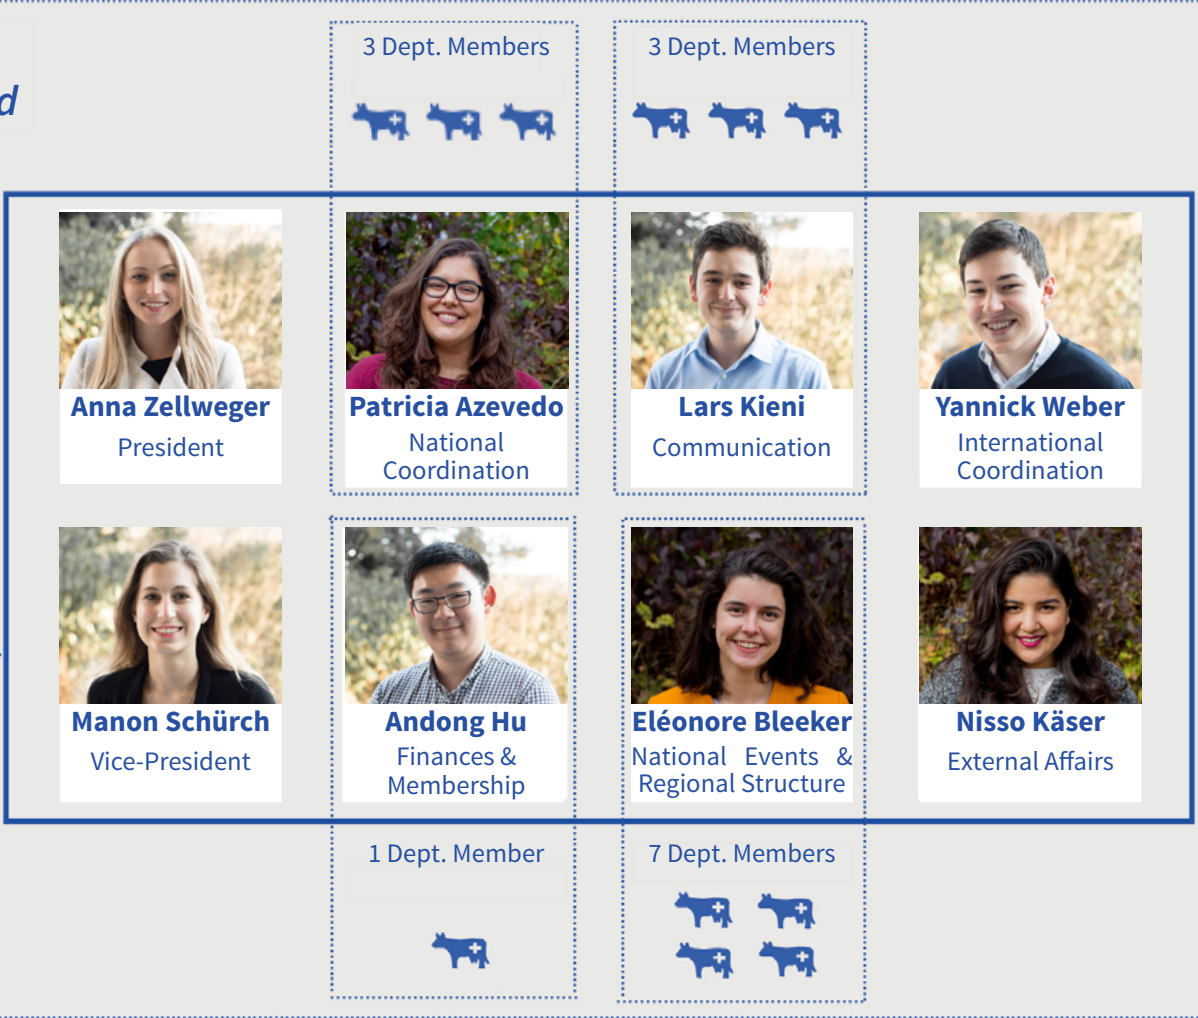 d
3 Dept. Members
3 Dept. Members
Anna Zellweger
President
Patricia Azevedo
National
Coordination
Lars Kieni
Communication
Yannick Weber
International
Coordination
Manon Schürch
Vice-President
Andong Hu
Finances &
Membership
Eléonore Bleeker
National Events &
Regional Structure
Nisso Käser
External Affairs
1 Dept. Member
7 Dept. Members